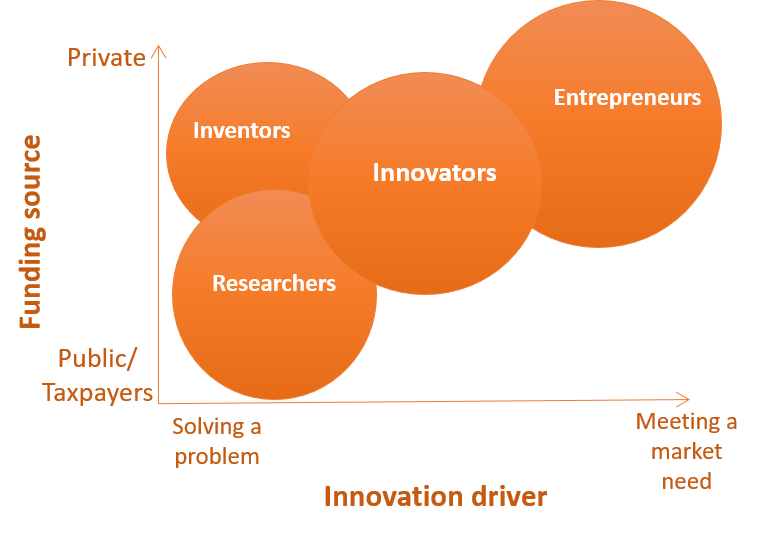 Private
Entrepreneurs
Inventors
Innovators
Funding source
Researchers
Public/
Taxpayers
Solving a
problem
Meeting a
market
need
Innovation driver